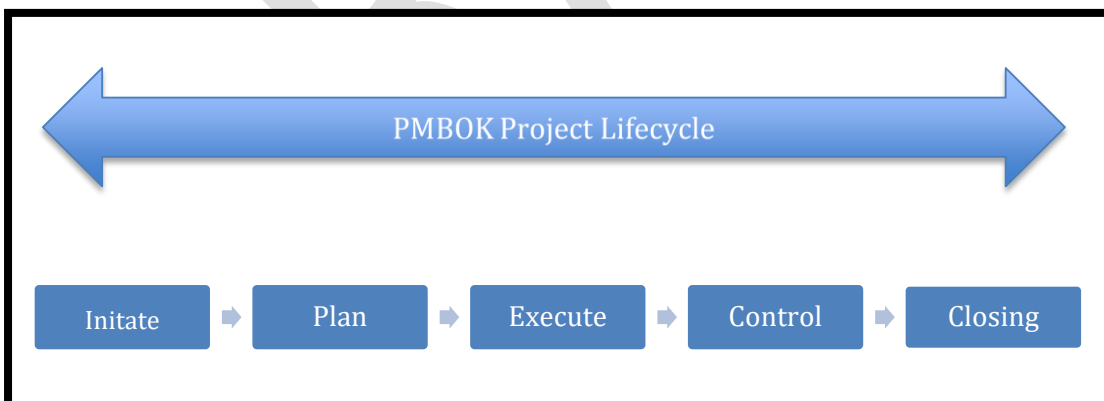 PMBOK Project Lifecycle
Initate
Plan
Execute
Control
Closing